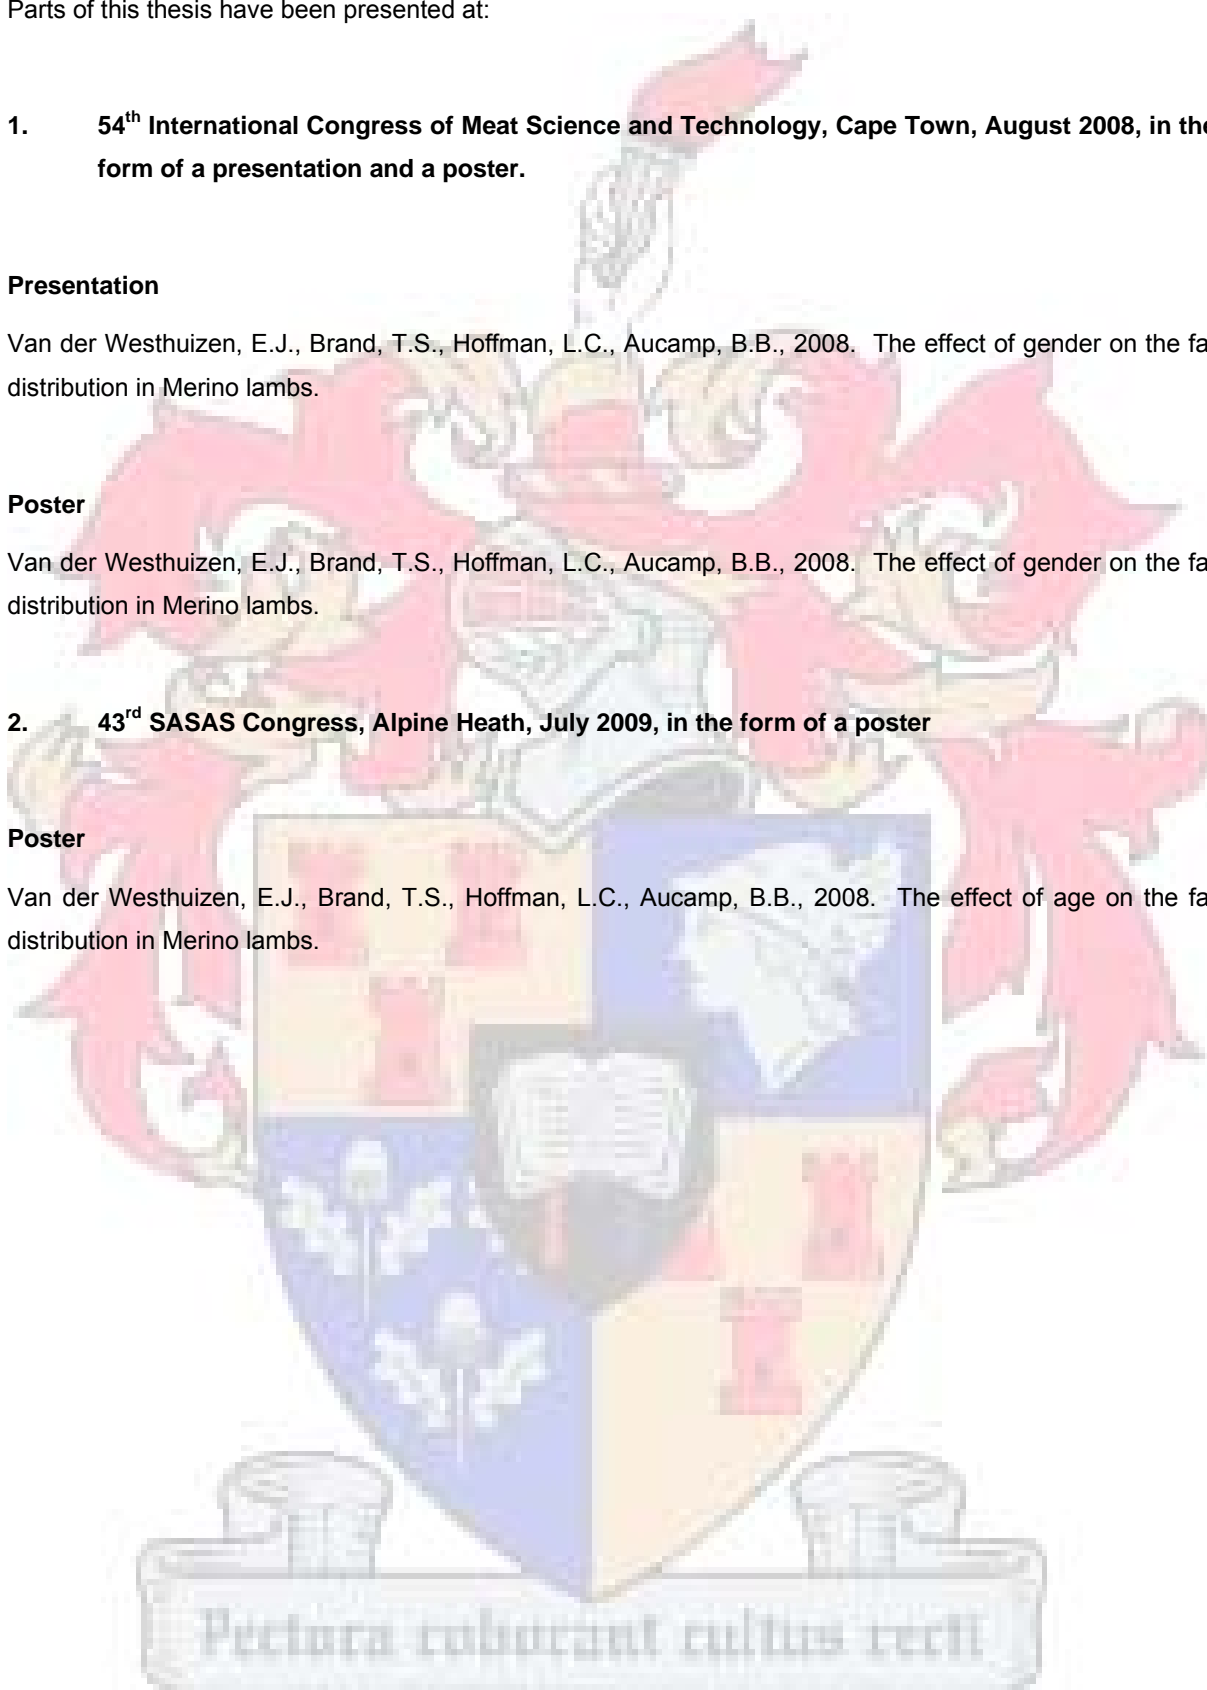 Parts of this thesis have been presented at:
1. 54th International Congress of Meat Science and Technology, Cape Town, August 2008, in the
form of a presentation and a poster.
Presentation
Van der Westhuizen, E.J., Brand, T.S., Hoffman, L.C., Aucamp, B.B., 2008. The effect of gender on the fa
distribution in Merino lambs.
Poster
Van der Westhuizen, E.J., Brand, T.S., Hoffman, L.C., Aucamp, B.B., 2008. The effect of gender on the fa
distribution in Merino lambs.
2. 43rd SASAS Congress, Alpine Heath, July 2009, in the form of a poster
Poster
Van der Westhuizen, E.J., Brand, T.S., Hoffman, L.C., Aucamp, B.B., 2008. The effect of age on the fa
distribution in Merino lambs.
Pectora roborant cultus recti